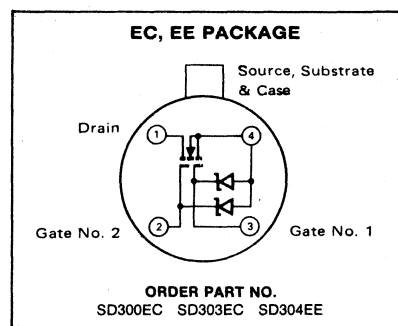 EC, EE PACKAGE
Source, Substrate
& Case
Drain
1
4
2
3
Gate No. 2
Gate No. 1
ORDER PART NO.
SD300EC SD303EC SD304EE